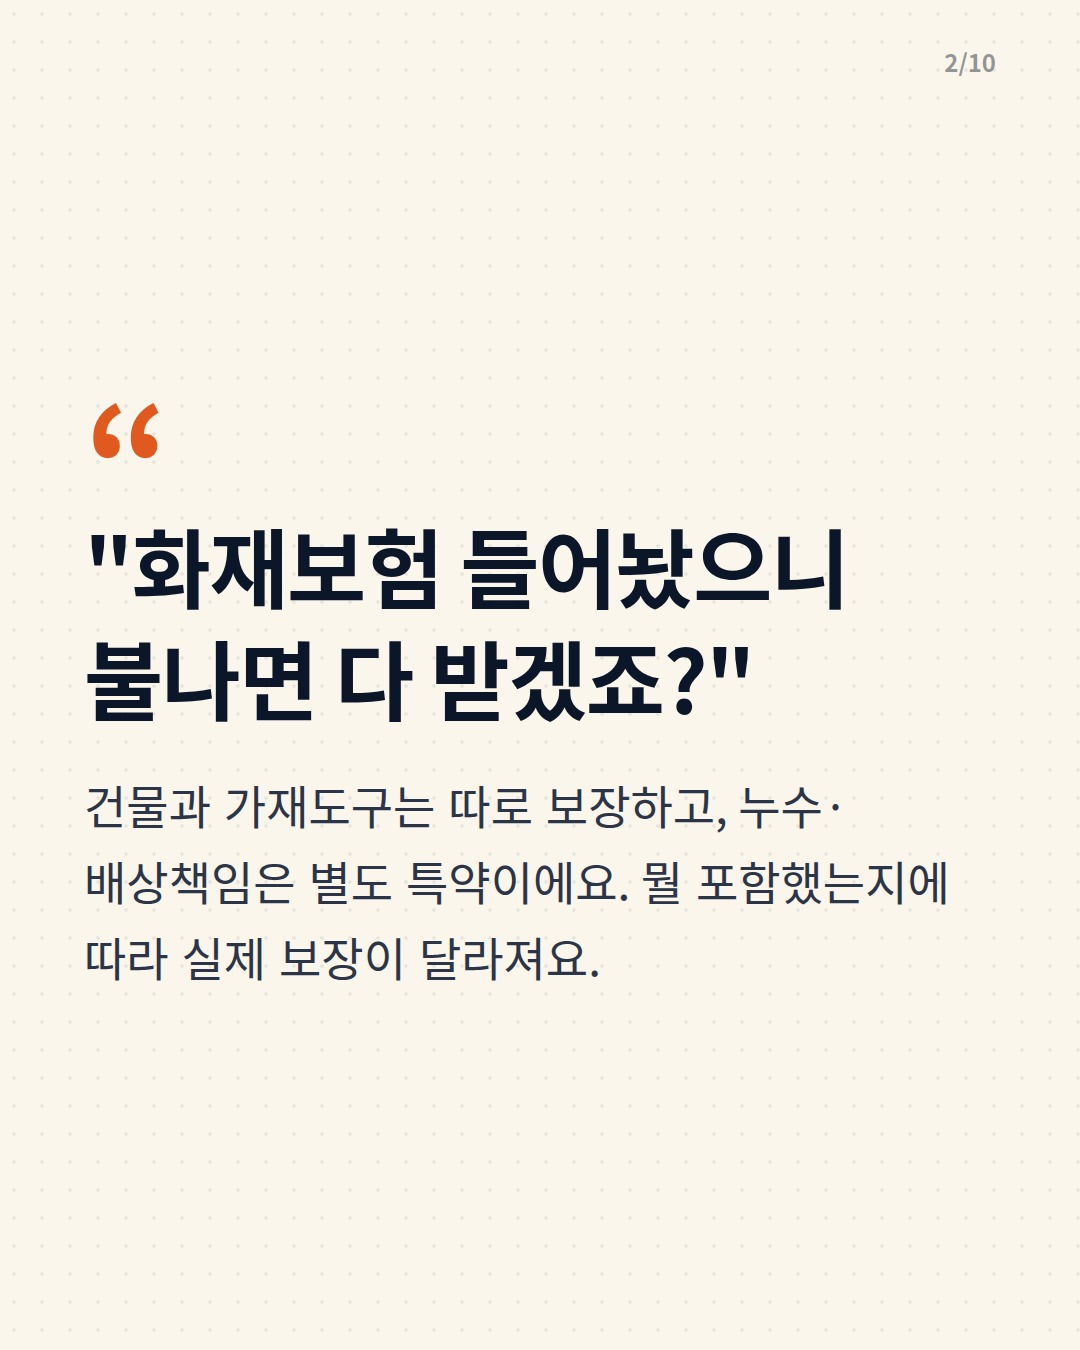 2/10
“
"화재보험 들어놨으니
불나면 다 받겠죠?"
건물과 가재도구는 따로 보장하고, 누수·
배상책임은 별도 특약이에요. 뭘 포함했는지에
따라 실제 보장이 달라져요.